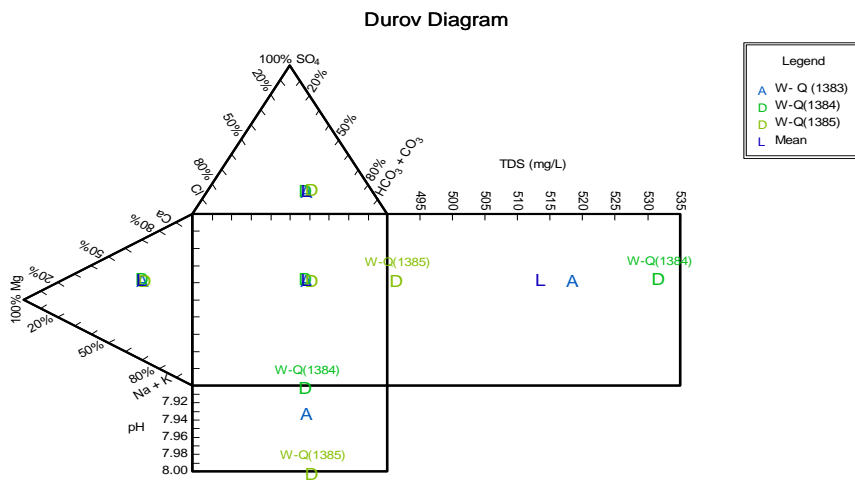 Durov Diagram
Legend
A W- Q (1383)
D W-Q(1384)
D W-Q(1385)
L Mean
100% SO₄
20% 20%
50% 50%
80% 80%
Cl HCO₃ + CO₃
TDS (mg/L)
495 500 505 510 515 520 525 530 535
Ca
80%
50%
20%
100% Mg
20%
50%
80%
Na + K
L D
D D L
D D L
W-Q(1385)
D
L
A
W-Q(1384)
D
W-Q(1384)
D
A
W-Q(1385)
D
pH
7.92
7.94
7.96
7.98
8.00